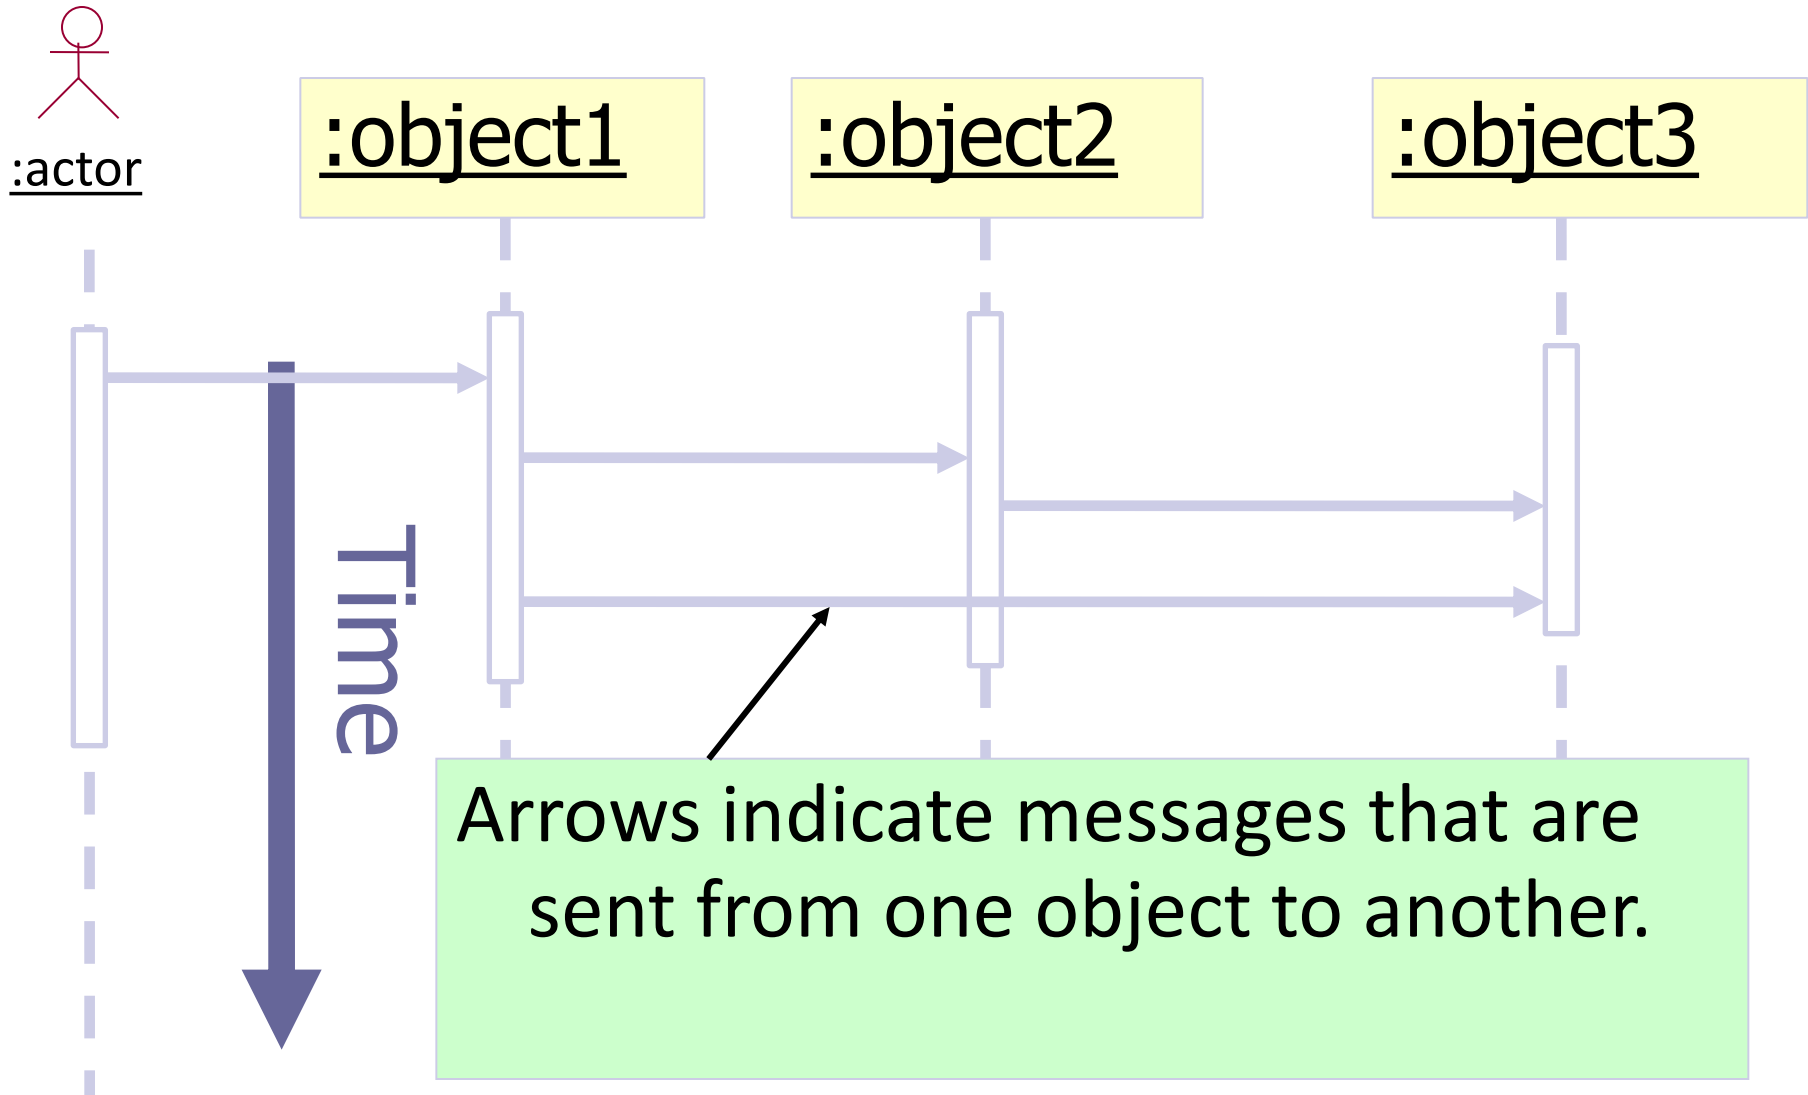 :actor
:object1
:object2
:object3
Time
Arrows indicate messages that are
sent from one object to another.